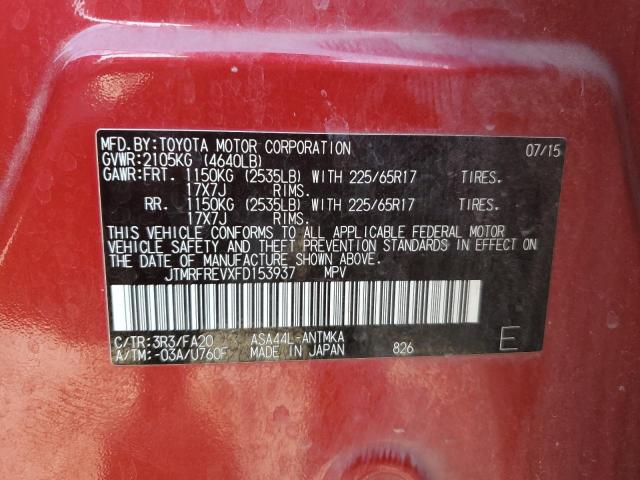 MFD.BY:TOYOTA MOTOR CORPORATION 07/15
GVWR:2105KG (4640LB)
GAWR:FRT. 1150KG (2535LB) WITH 225/65R17 TIRES.
17X7J RIMS.
RR. 1150KG (2535LB) WITH 225/65R17 TIRES.
17X7J RIMS.
THIS VEHICLE CONFORMS TO ALL APPLICABLE FEDERAL MOTOR
VEHICLE SAFETY AND THEFT PREVENTION STANDARDS IN EFFECT ON
THE DATE OF MANUFACTURE SHOWN ABOVE.
JTMRFREVXFD153937 MPV
C/TR:3R3/FA20 ASA44L-ANTMKA
A/TM:-03A/U760F MADE IN JAPAN 826 E